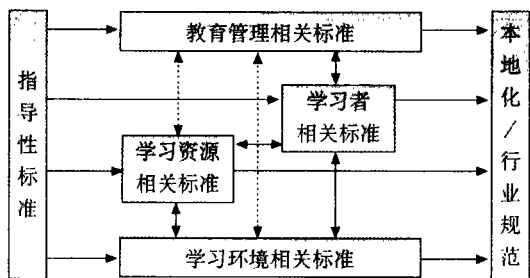 指导性标准
教育管理相关标准
学习者
相关标准
学习资源
相关标准
学习环境相关标准
本地化/行业规范